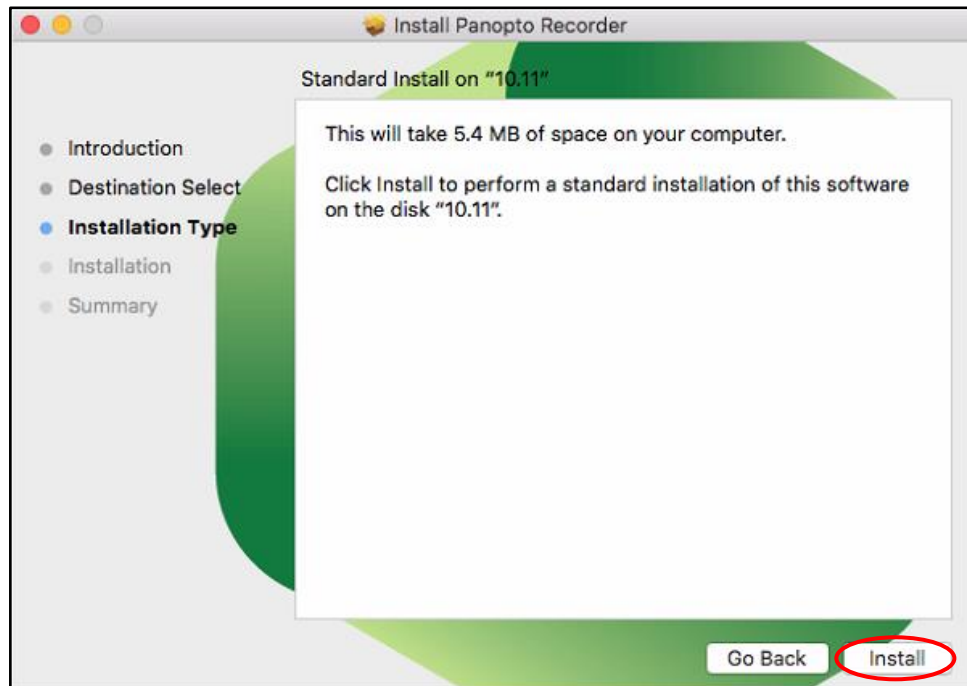 Install Panopto Recorder
Standard Install on "10.11"
Introduction
Destination Select
Installation Type
Installation
Summary
This will take 5.4 MB of space on your computer.
Click Install to perform a standard installation of this software
on the disk "10.11".
Go Back
Install